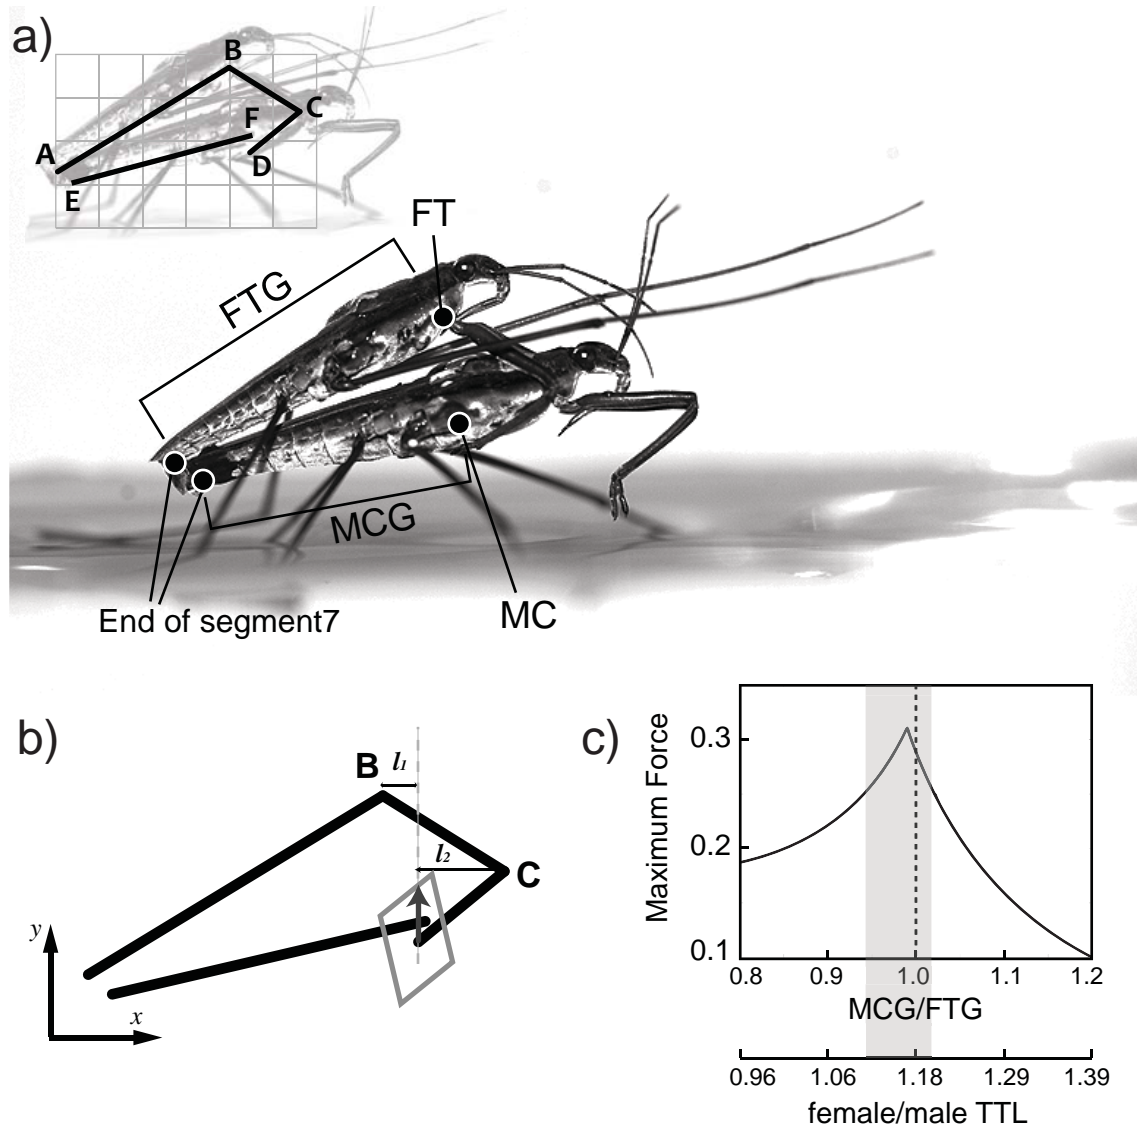 a)
B
C
F
A
D
E
FT
FTG
MCG
End of segment7
MC
b)
B
l1
l2
C
y
x
c)
Maximum Force
0.3
0.2
0.1
0.8 0.9 1.0 1.1 1.2
MCG/FTG
0.96 1.06 1.18 1.29 1.39
female/male TTL